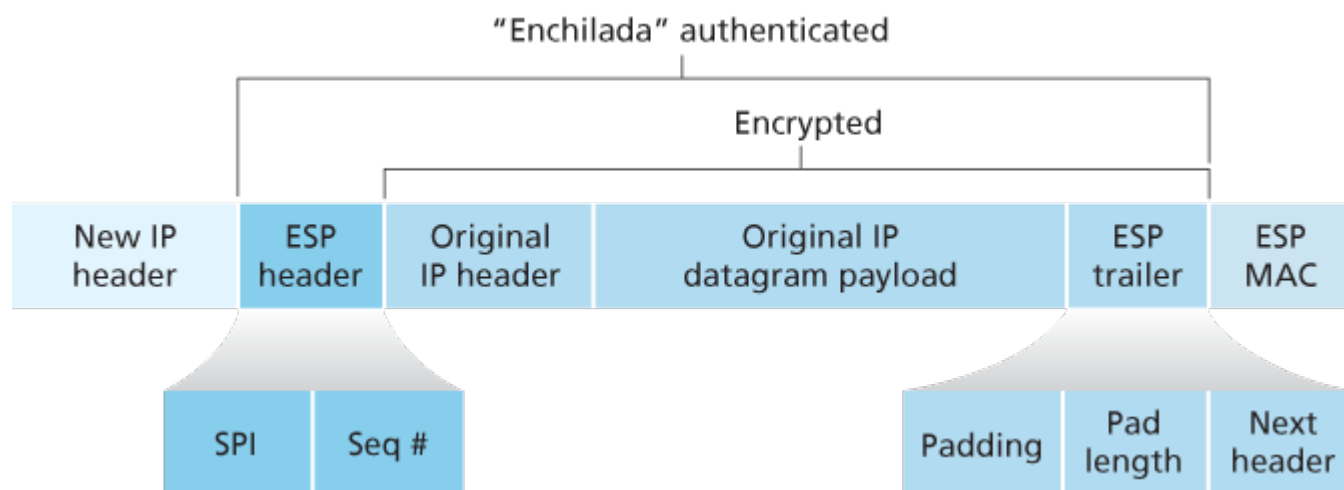 “Enchilada” authenticated
Encrypted
New IP
header
ESP
header
Original
IP header
Original IP
datagram payload
ESP
trailer
ESP
MAC
SPI
Seq #
Padding
Pad
length
Next
header